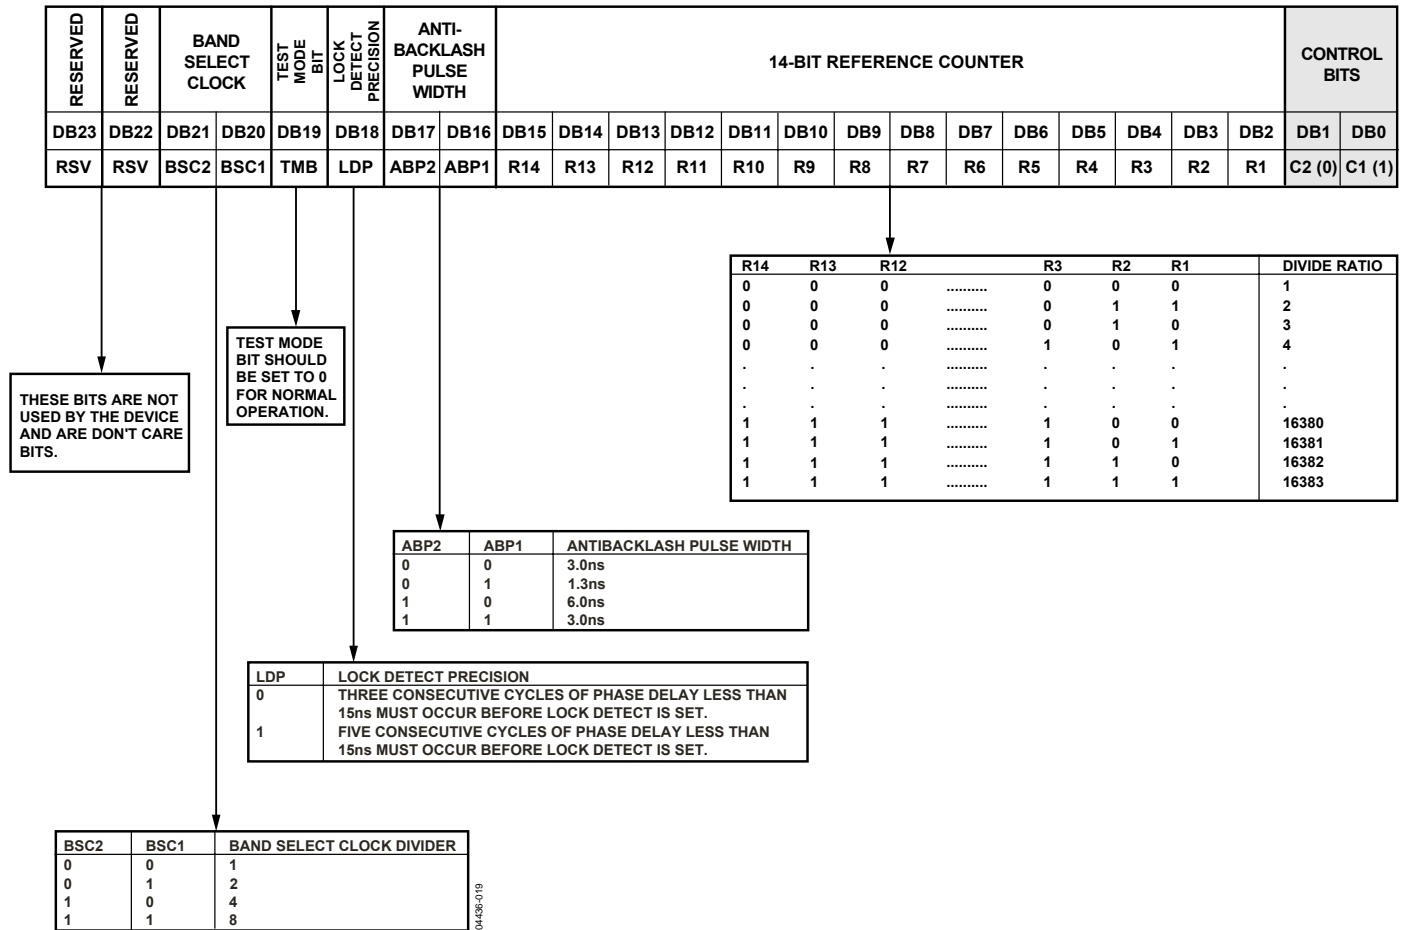 RESERVED
RESERVED
BAND
SELECT
CLOCK
TEST
MODE
BIT
LOCK
DETECT
PRECISION
ANTI-
BACKLASH
PULSE
WIDTH
14-BIT REFERENCE COUNTER
CONTROL
BITS
DB23 DB22 DB21 DB20 DB19 DB18 DB17 DB16 DB15 DB14 DB13 DB12 DB11 DB10 DB9 DB8 DB7 DB6 DB5 DB4 DB3 DB2 DB1 DB0
RSV RSV BSC2 BSC1 TMB LDP ABP2 ABP1 R14 R13 R12 R11 R10 R9 R8 R7 R6 R5 R4 R3 R2 R1 C2 (0) C1 (1)
R14 R13 R12 R3 R2 R1 DIVIDE RATIO
0 0 0 .......... 0 0 0 1
0 0 0 .......... 0 1 1 2
0 0 0 .......... 0 1 0 3
0 0 0 .......... 1 0 1 4
. . . .......... . . . .
. . . .......... . . . .
. . . .......... . . . .
1 1 1 .......... 1 0 0 16380
1 1 1 .......... 1 0 1 16381
1 1 1 .......... 1 1 0 16382
1 1 1 .......... 1 1 1 16383
TEST MODE
BIT SHOULD
BE SET TO 0
FOR NORMAL
OPERATION.
THESE BITS ARE NOT
USED BY THE DEVICE
AND ARE DON'T CARE
BITS.
ABP2 ABP1 ANTIBACKLASH PULSE WIDTH
0 0 3.0ns
0 1 1.3ns
1 0 6.0ns
1 1 3.0ns
LDP LOCK DETECT PRECISION
0 THREE CONSECUTIVE CYCLES OF PHASE DELAY LESS THAN
15ns MUST OCCUR BEFORE LOCK DETECT IS SET.
1 FIVE CONSECUTIVE CYCLES OF PHASE DELAY LESS THAN
15ns MUST OCCUR BEFORE LOCK DETECT IS SET.
BSC2 BSC1 BAND SELECT CLOCK DIVIDER
0 0 1
0 1 2
1 0 4
1 1 8
04436-019